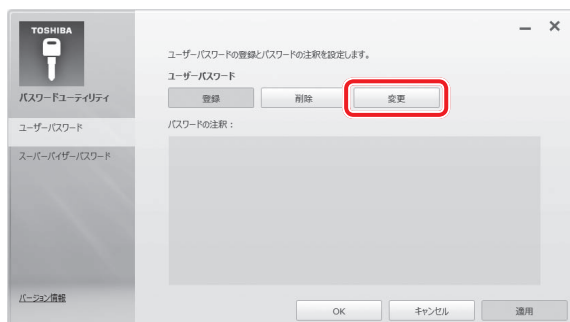 TOSHIBA
パスワードユーティリティ
ユーザーパスワード
スーパーバイザーパスワード
バージョン情報
ユーザーパスワードの登録とパスワードの注釈を設定します。
ユーザーパスワード
登録 削除 変更
パスワードの注釈：
OK キャンセル 適用